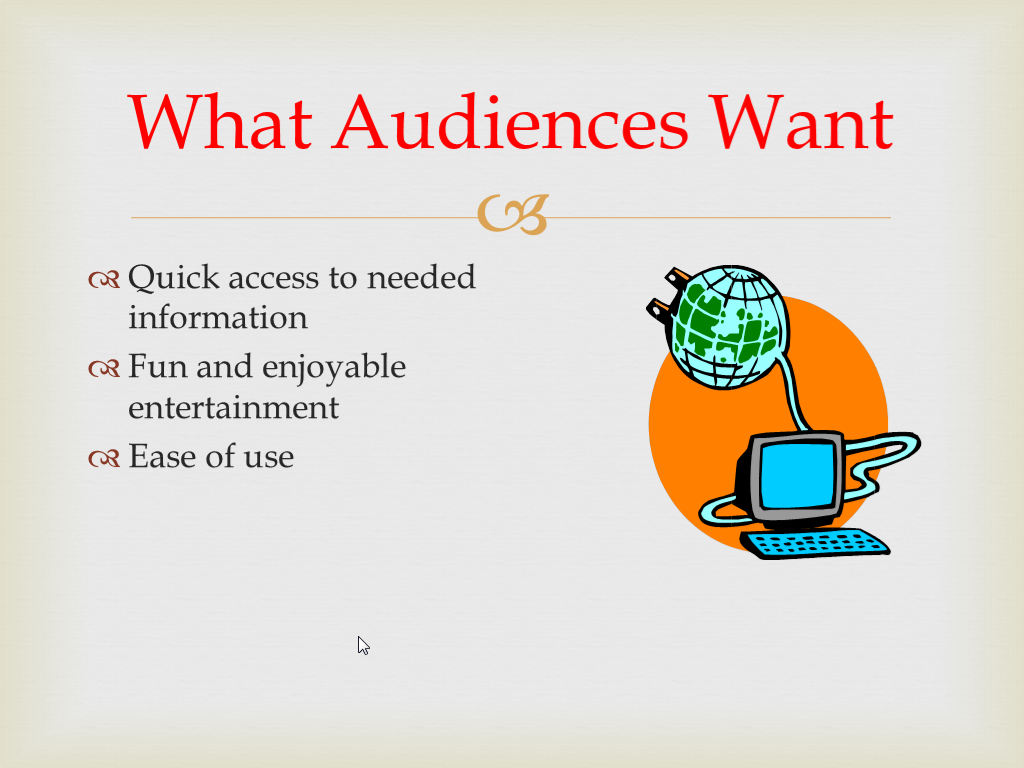 What Audiences Want
Quick access to needed
information
Fun and enjoyable
entertainment
Ease of use